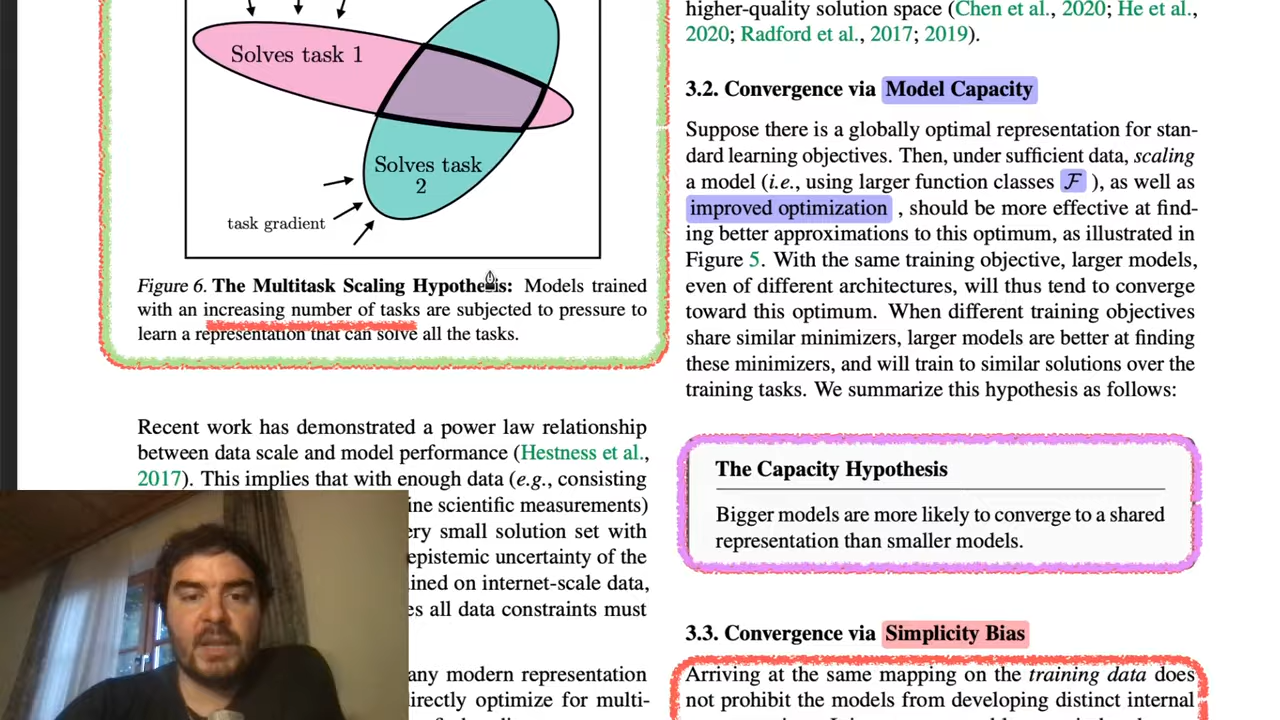 Solves task 1
Solves task
2
task gradient
Figure 6. The Multitask Scaling Hypothesis: Models trained
with an increasing number of tasks are subjected to pressure to
learn a representation that can solve all the tasks.
Recent work has demonstrated a power law relationship
between data scale and model performance (Hestness et al.,
2017). This implies that with enough data (e.g., consisting
ine scientific measurements)
ery small solution set with
epistemic uncertainty of the
ined on internet-scale data,
es all data constraints must
any modern representation
irectly optimize for multi-
higher-quality solution space (Chen et al., 2020; He et al.,
2020; Radford et al., 2017; 2019).
3.2. Convergence via Model Capacity
Suppose there is a globally optimal representation for stan-
dard learning objectives. Then, under sufficient data, scaling
a model (i.e., using larger function classes F ), as well as
improved optimization , should be more effective at find-
ing better approximations to this optimum, as illustrated in
Figure 5. With the same training objective, larger models,
even of different architectures, will thus tend to converge
toward this optimum. When different training objectives
share similar minimizers, larger models are better at finding
these minimizers, and will train to similar solutions over the
training tasks. We summarize this hypothesis as follows:
The Capacity Hypothesis
Bigger models are more likely to converge to a shared
representation than smaller models.
3.3. Convergence via Simplicity Bias
Arriving at the same mapping on the training data does
not prohibit the models from developing distinct internal